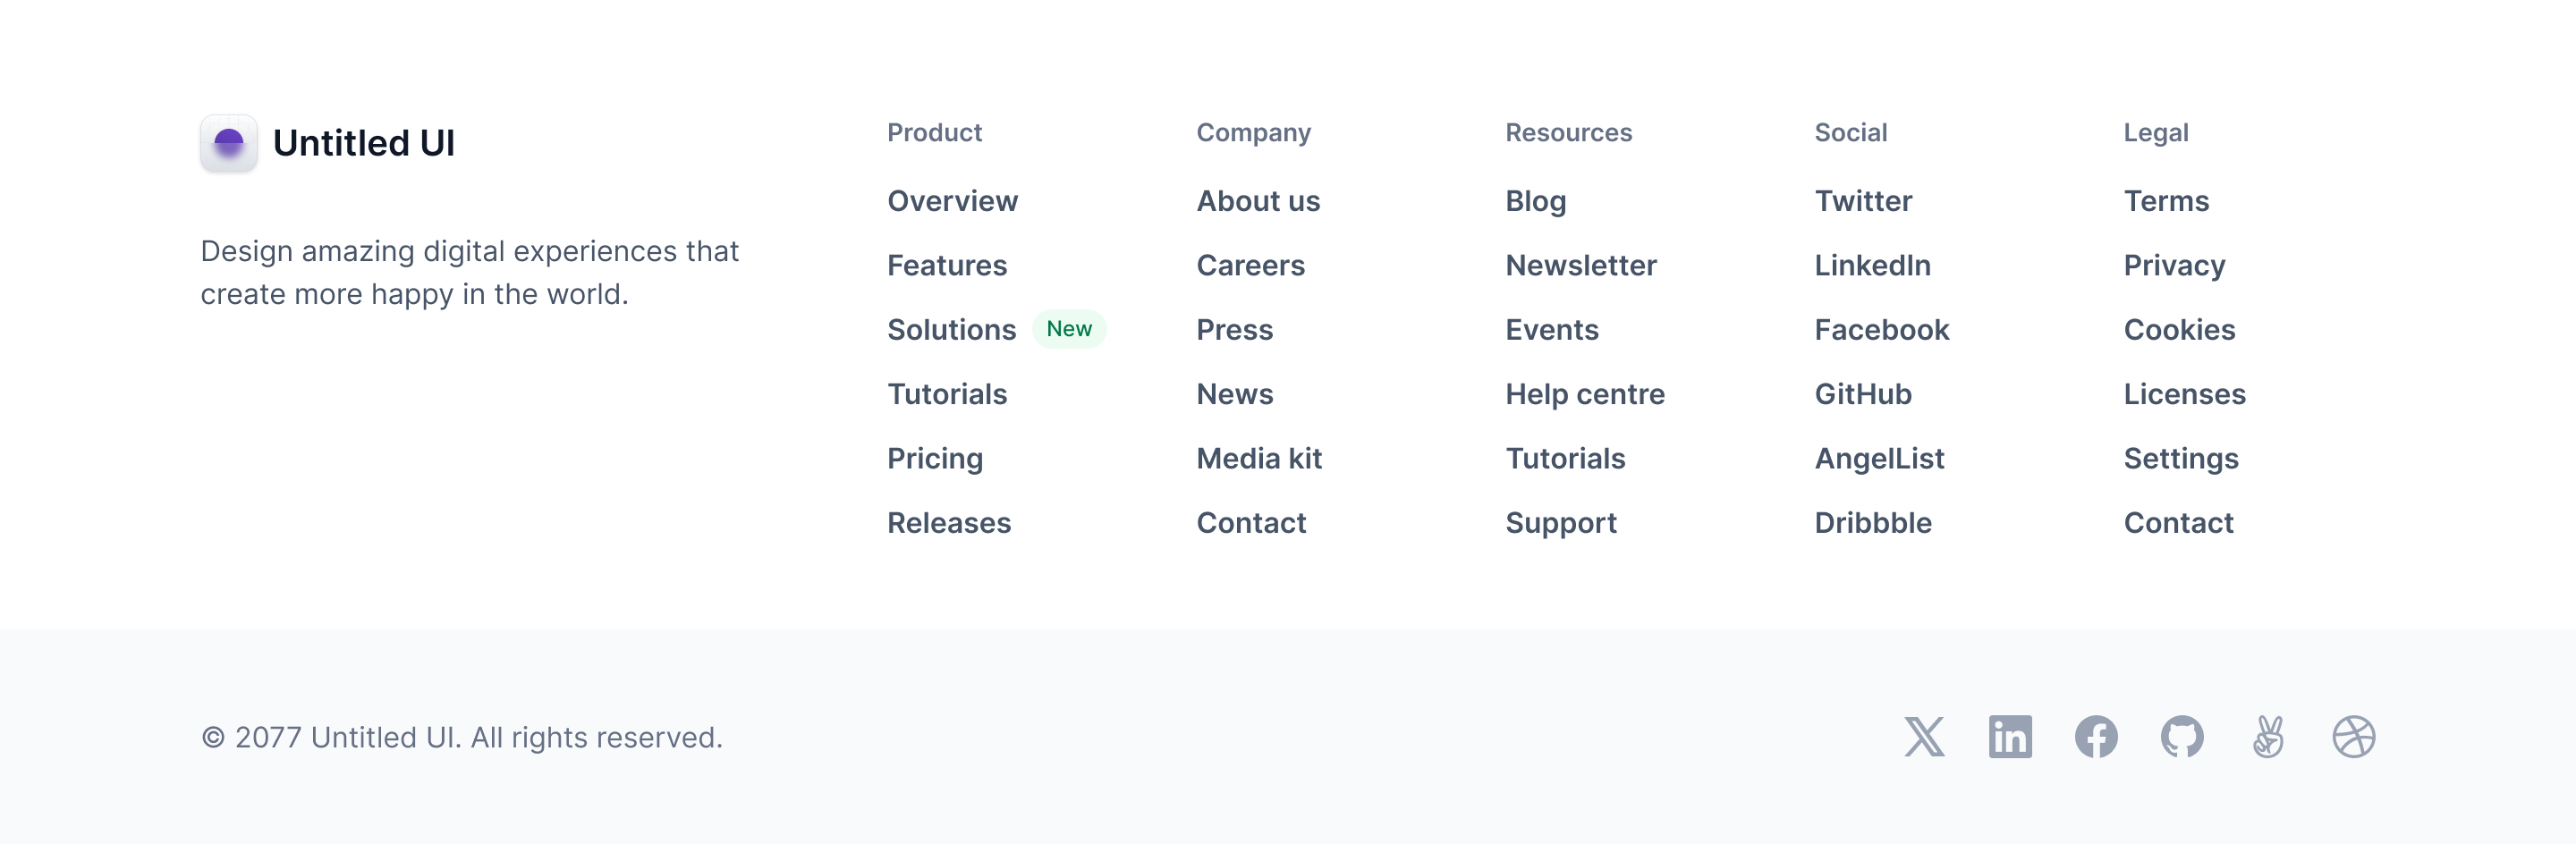 Untitled UI
Design amazing digital experiences that
create more happy in the world.
Product
Overview
Features
Solutions New
Tutorials
Pricing
Releases
Company
About us
Careers
Press
News
Media kit
Contact
Resources
Blog
Newsletter
Events
Help centre
Tutorials
Support
Social
Twitter
LinkedIn
Facebook
GitHub
AngelList
Dribbble
Legal
Terms
Privacy
Cookies
Licenses
Settings
Contact
© 2077 Untitled UI. All rights reserved.